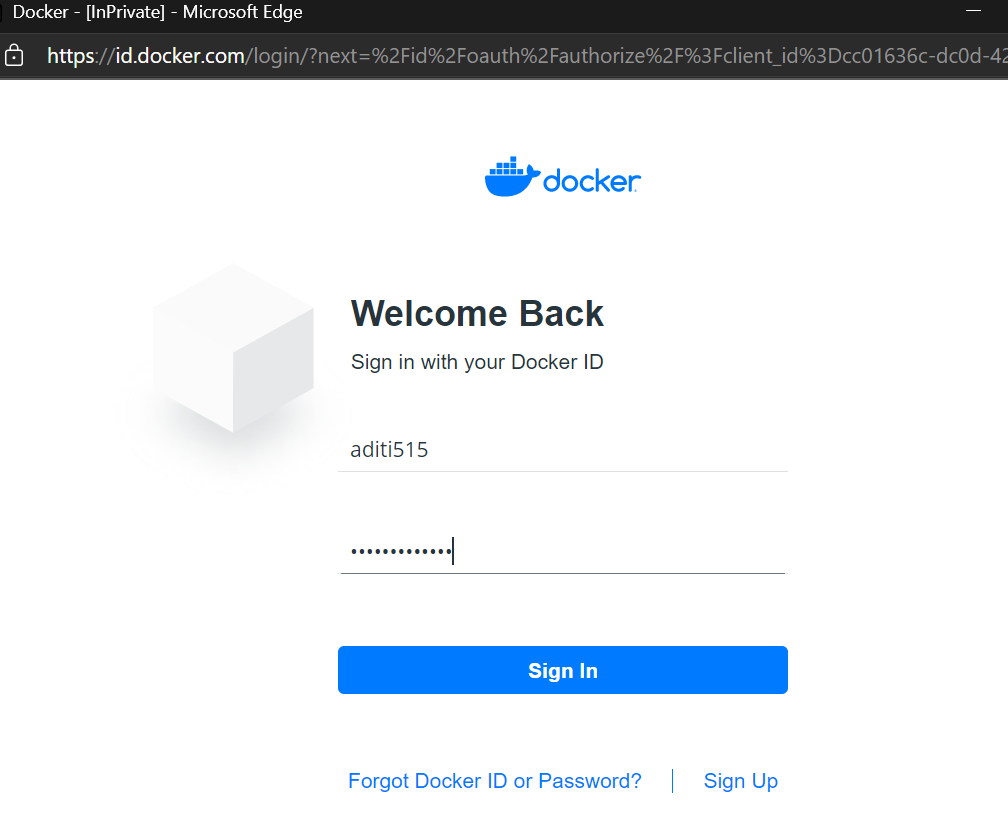 Docker - [InPrivate] - Microsoft Edge
https://id.docker.com/login/?next=%2Fid%2Foauth%2Fauthorize%2F%3Fclient_id%3Dcc01636c-dc0d-42
docker
Welcome Back
Sign in with your Docker ID
aditi515
•••••••••••••
Sign In
Forgot Docker ID or Password? | Sign Up